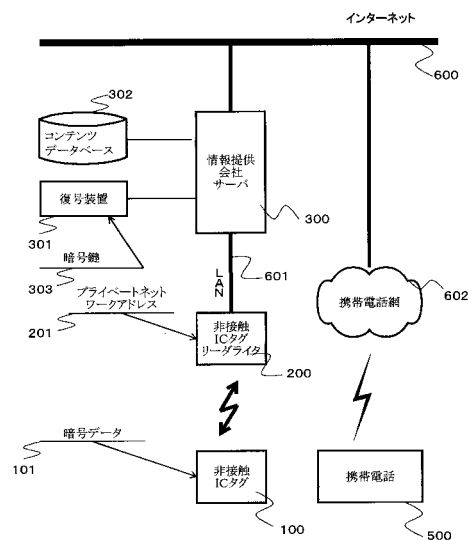 インターネット
600
302
コンテンツ
データベース
情報提供
会社
サーバ
300
復号装置
301
暗号鍵
303
LAN
601
プライベートネット
ワークアドレス
201
非接触
ICタグ
リーダライタ
200
携帯電話網
602
暗号データ
101
非接触
ICタグ
100
携帯電話
500